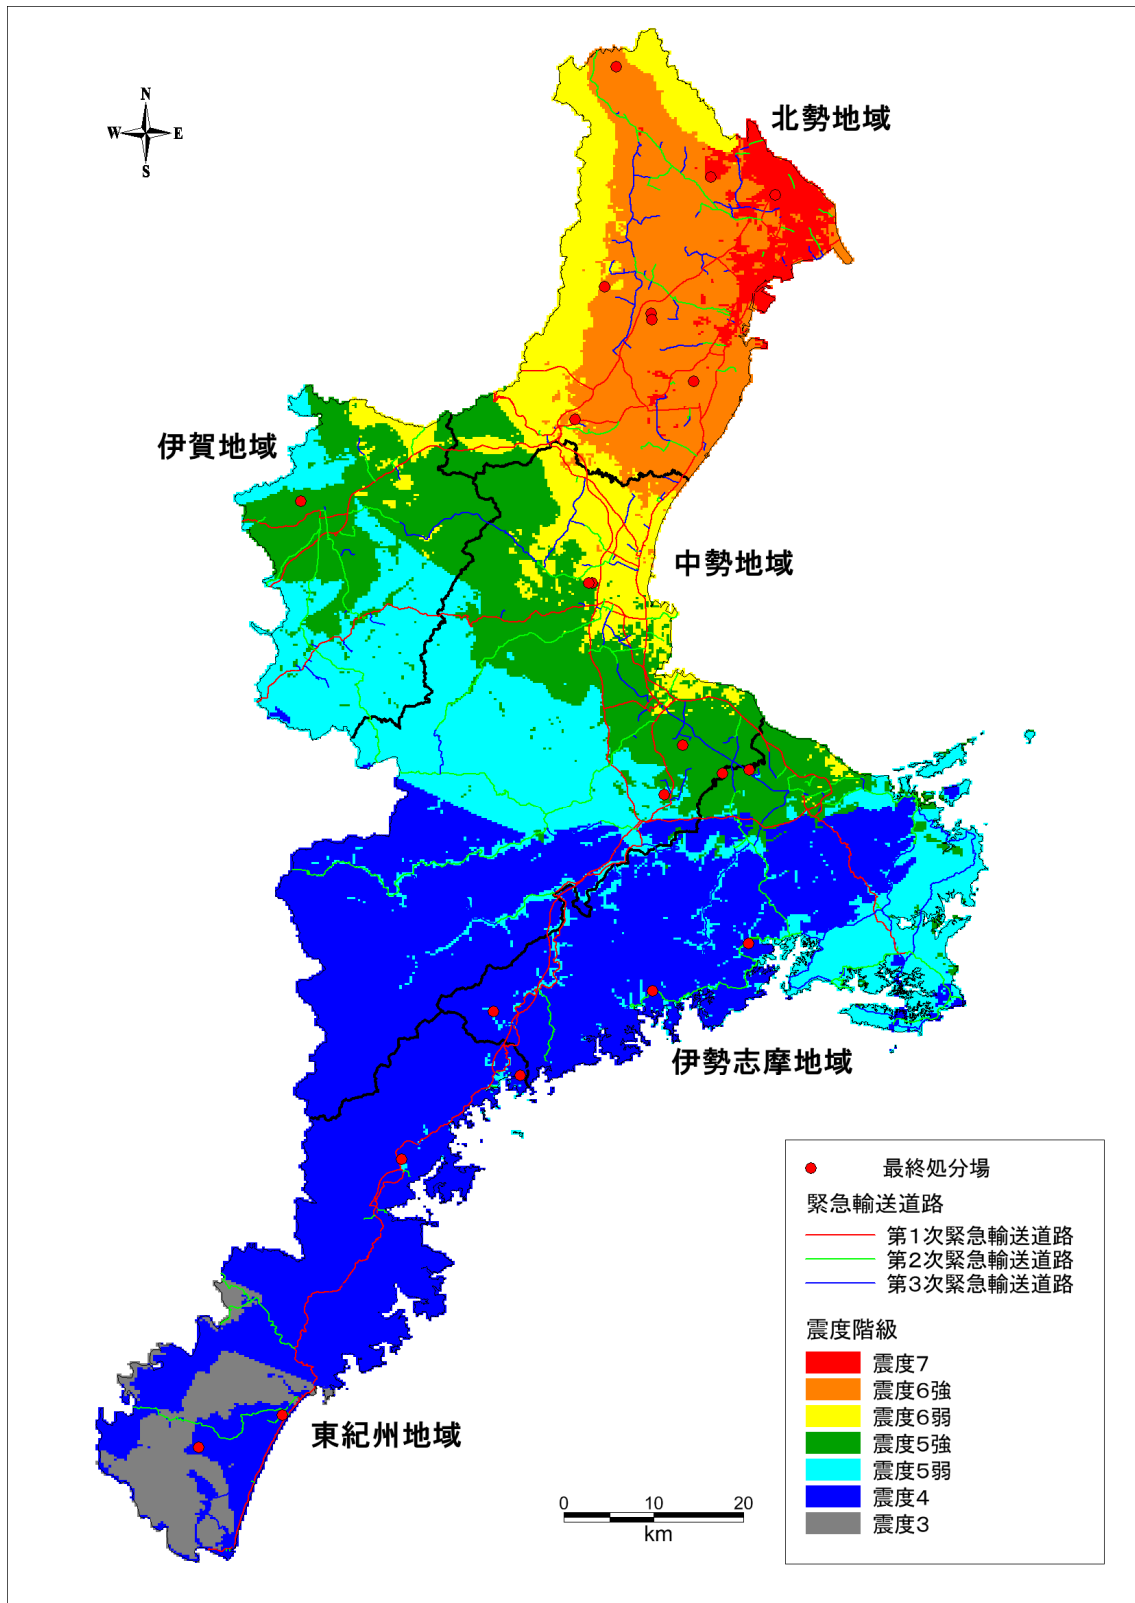 N
W E
S
北勢地域
伊賀地域
中勢地域
伊勢志摩地域
東紀州地域
最終処分場
緊急輸送道路
第1次緊急輸送道路
第2次緊急輸送道路
第3次緊急輸送道路
震度階級
震度7
震度6強
震度6弱
震度5強
震度5弱
震度4
震度3
0 10 20
km